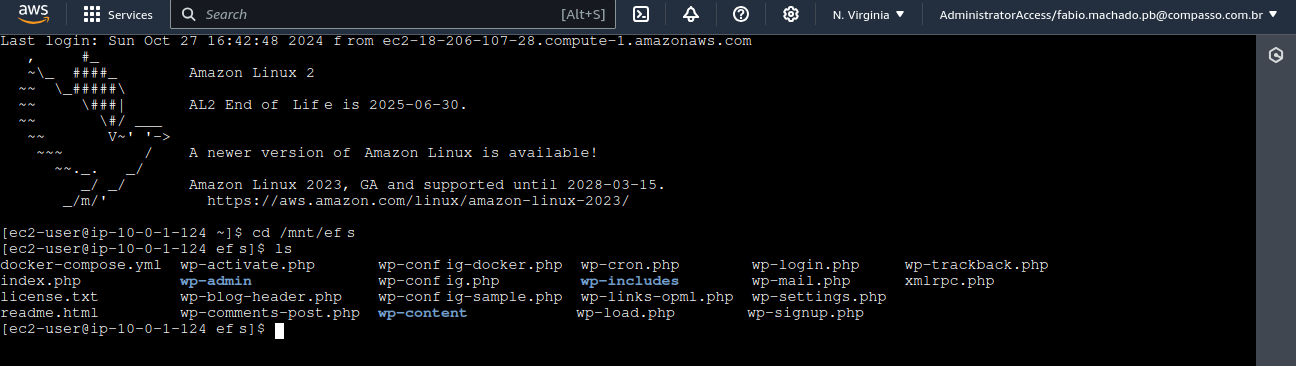 aws Services Search [Alt+S] N. Virginia ▼ AdministratorAccess/fabio.machado.pb@compasso.com.br ▼
Last login: Sun Oct 27 16:42:48 2024 from ec2-18-206-107-28.compute-1.amazonaws.com
   ,     #_
   ~\_  ####_        Amazon Linux 2
  ~~  \_#####\
  ~~     \###|       AL2 End of Life is 2025-06-30.
  ~~       \#/ ___
   ~~       V~' '->
    ~~~         /    A newer version of Amazon Linux is available!
      ~~._.   _/
         _/ _/       Amazon Linux 2023, GA and supported until 2028-03-15.
       _/m/'           https://aws.amazon.com/linux/amazon-linux-2023/
[ec2-user@ip-10-0-1-124 ~]$ cd /mnt/efs
[ec2-user@ip-10-0-1-124 efs]$ ls
docker-compose.yml  wp-activate.php       wp-config-docker.php  wp-cron.php        wp-login.php     wp-trackback.php
index.php           wp-admin              wp-config.php         wp-includes        wp-mail.php      xmlrpc.php
license.txt         wp-blog-header.php    wp-config-sample.php  wp-links-opml.php  wp-settings.php
readme.html         wp-comments-post.php  wp-content            wp-load.php        wp-signup.php
[ec2-user@ip-10-0-1-124 efs]$